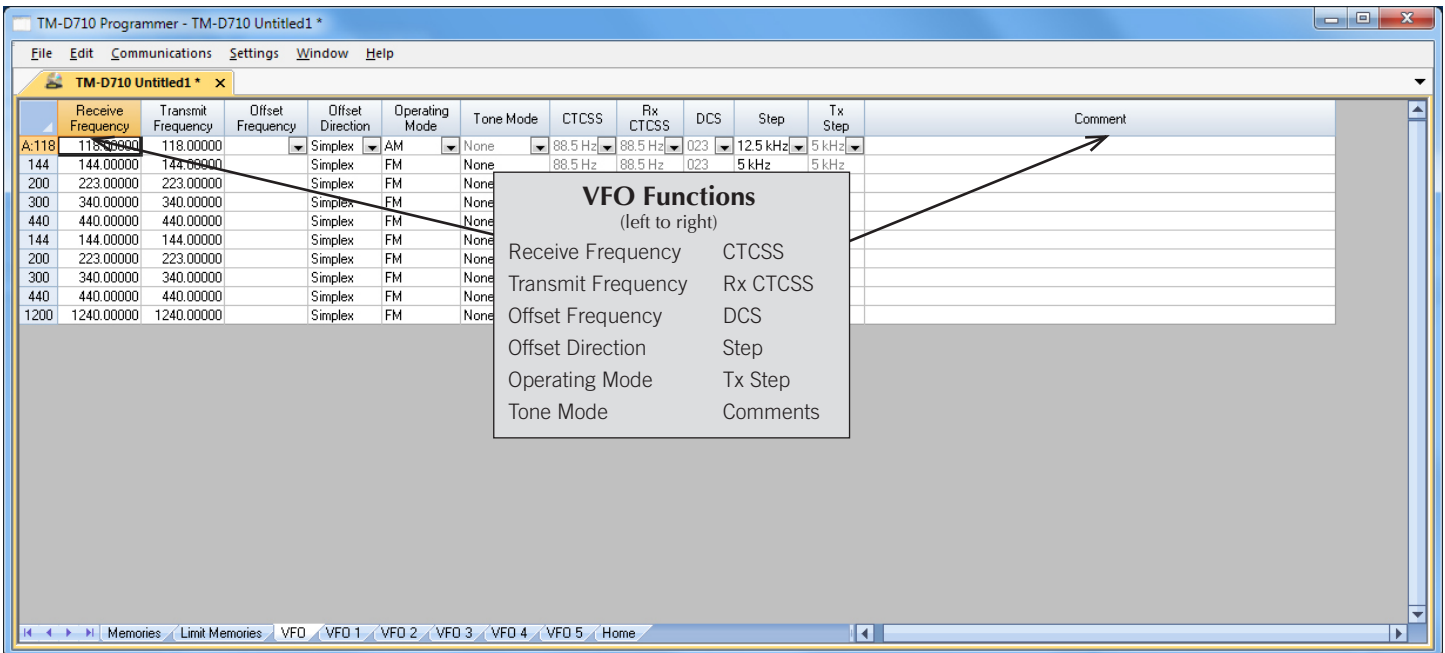 TM-D710 Programmer - TM-D710 Untitled1 *
File Edit Communications Settings Window Help
TM-D710 Untitled1 * x
Receive Frequency Transmit Frequency Offset Frequency Offset Direction Operating Mode Tone Mode CTCSS Rx CTCSS DCS Step Tx Step Comment
A:118 118.00000 118.00000 Simplex AM None 88.5 Hz 88.5 Hz 023 12.5 kHz 5 kHz
144 144.00000 144.00000 Simplex FM None 88.5 Hz 88.5 Hz 023 5 kHz 5 kHz
200 223.00000 223.00000 Simplex FM None
300 340.00000 340.00000 Simplex FM None
440 440.00000 440.00000 Simplex FM None
144 144.00000 144.00000 Simplex FM None
200 223.00000 223.00000 Simplex FM None
300 340.00000 340.00000 Simplex FM None
440 440.00000 440.00000 Simplex FM None
1200 1240.00000 1240.00000 Simplex FM None
VFO Functions
(left to right)
Receive Frequency CTCSS
Transmit Frequency Rx CTCSS
Offset Frequency DCS
Offset Direction Step
Operating Mode Tx Step
Tone Mode Comments
Memories Limit Memories VFO VFO 1 VFO 2 VFO 3 VFO 4 VFO 5 Home